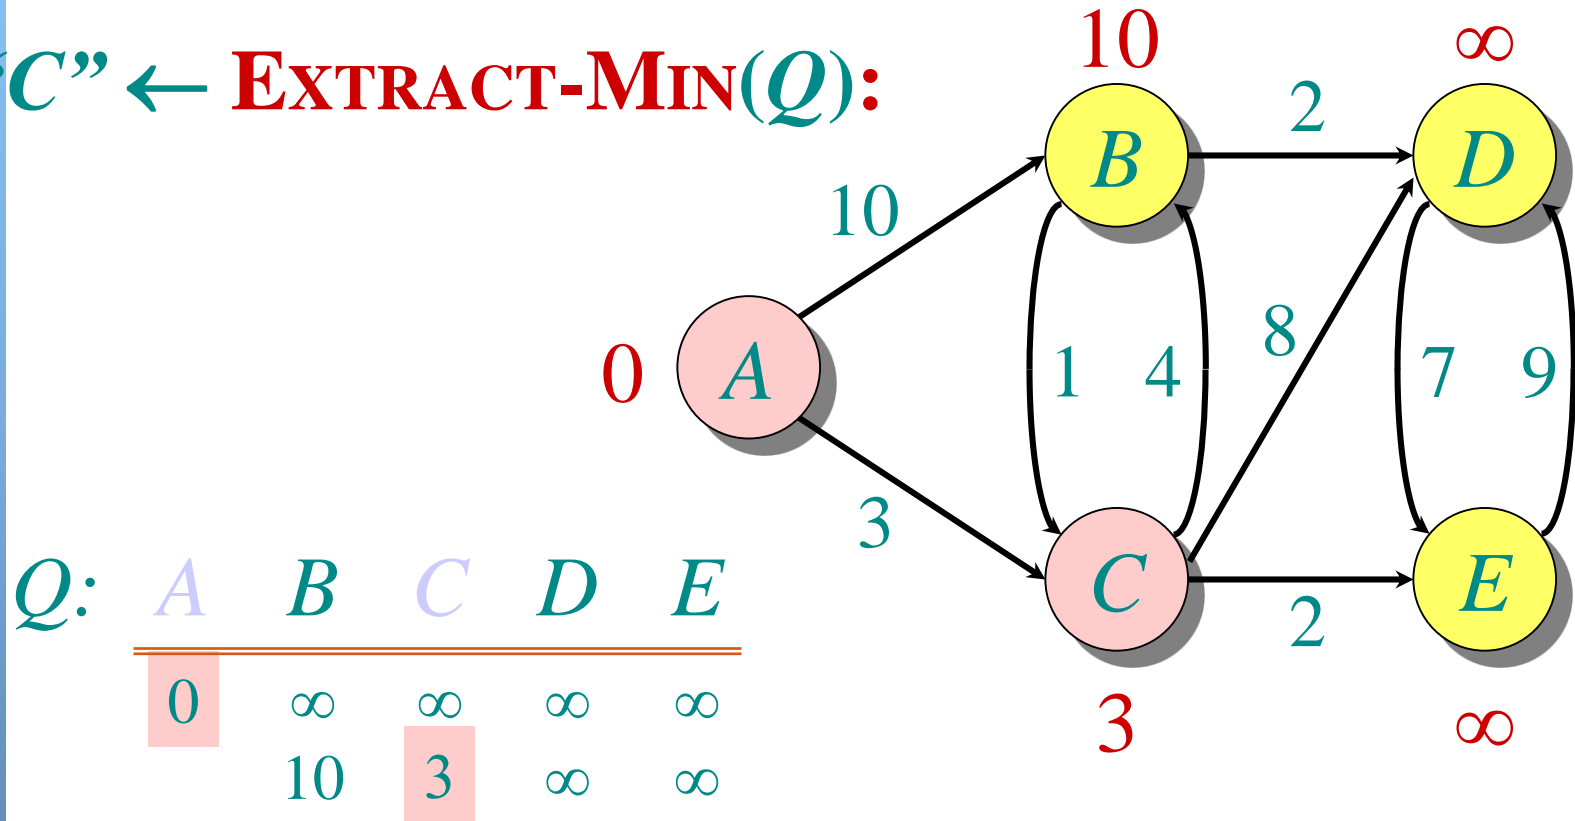 “C” ← EXTRACT-MIN(Q):
10 ∞
B 2 D
10
0 A 1 4 8 7 9
3
C 2 E
3 ∞
Q: A B C D E
0 ∞ ∞ ∞ ∞
10 3 ∞ ∞